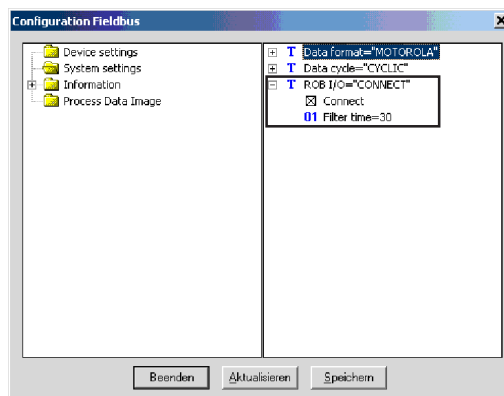 Configuration Fieldbus
Device settings
System settings
Information
Process Data Image
T Data format="MOTOROLA"
T Data cycle="CYCLIC"
T ROB I/O="CONNECT"
Connect
01 Filter time=30
Beenden
Aktualisieren
Speichern